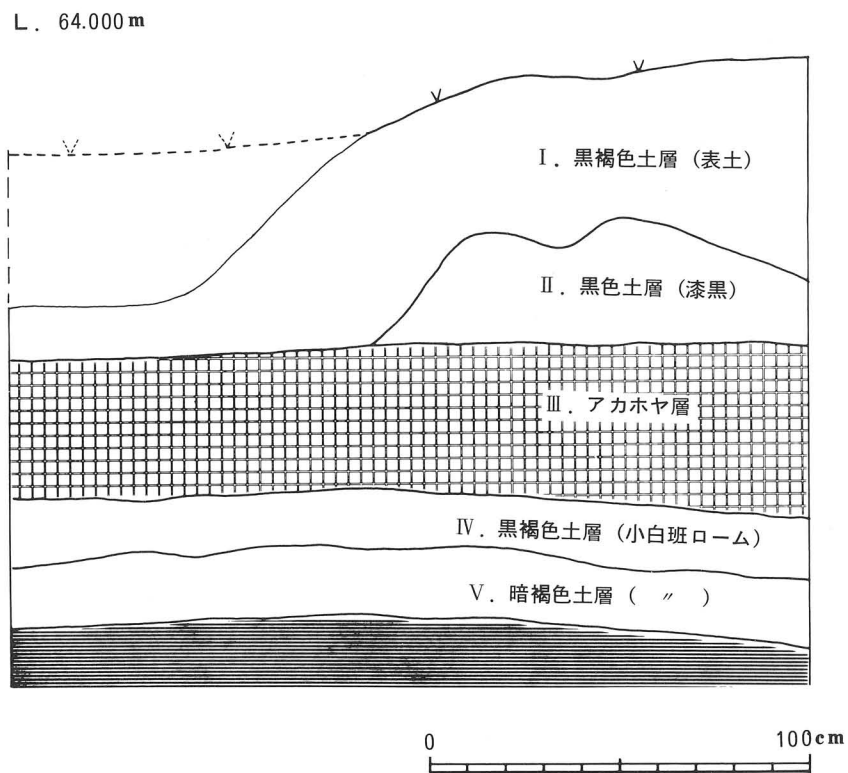 L. 64.000m
Ⅰ. 黒褐色土層(表土)
Ⅱ. 黒色土層(漆黒)
Ⅲ. アカホヤ層
Ⅳ. 黒褐色土層(小白班ローム)
Ⅴ. 暗褐色土層( 〃 )
0 100cm